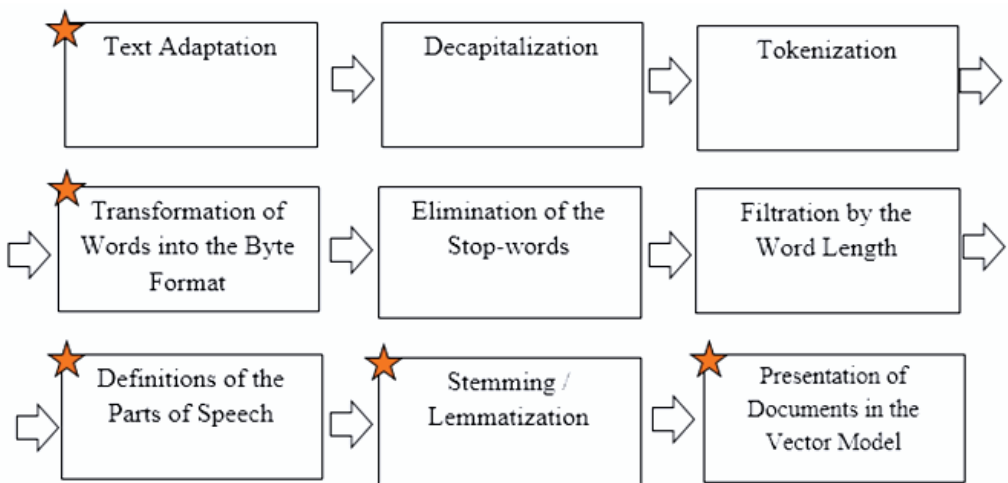 Text Adaptation
Decapitalization
Tokenization
Transformation of
Words into the Byte
Format
Elimination of the
Stop-words
Filtration by the
Word Length
Definitions of the
Parts of Speech
Stemming /
Lemmatization
Presentation of
Documents in the
Vector Model